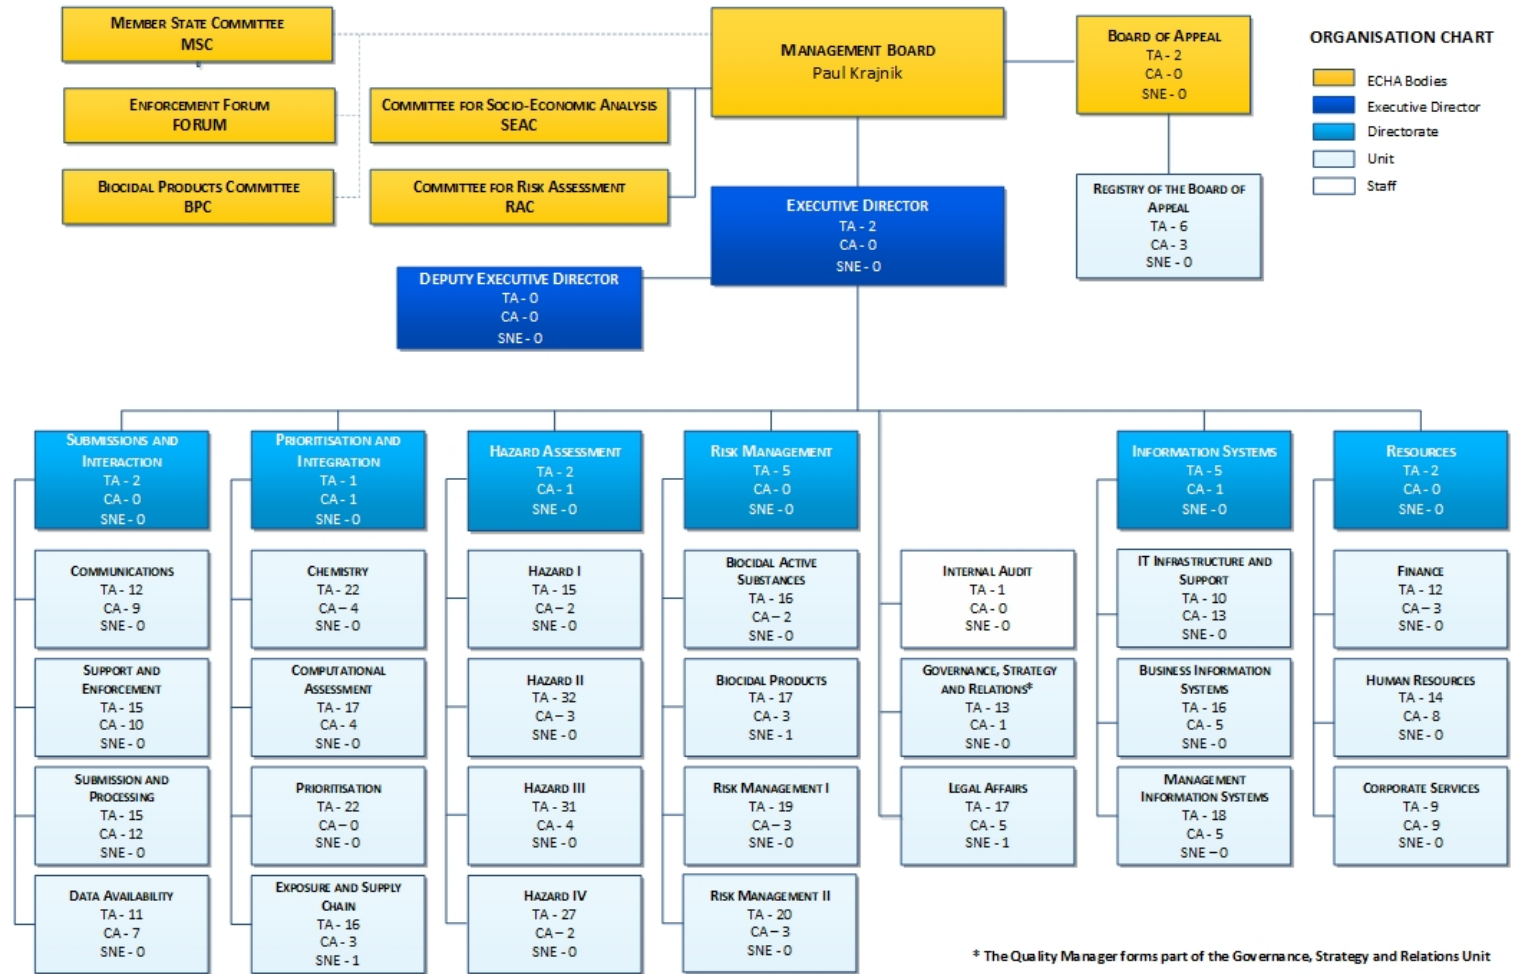 MEMBER STATE COMMITTEE
MSC
ENFORCEMENT FORUM
FORUM
BIOCIDAL PRODUCTS COMMITTEE
BPC
COMMITTEE FOR SOCIO-ECONOMIC ANALYSIS
SEAC
COMMITTEE FOR RISK ASSESSMENT
RAC
MANAGEMENT BOARD
Paul Krajnik
BOARD OF APPEAL
TA - 2
CA - 0
SNE - 0
REGISTRY OF THE BOARD OF
APPEAL
TA - 6
CA - 3
SNE - 0
ORGANISATION CHART
ECHA Bodies
Executive Director
Directorate
Unit
Staff
EXECUTIVE DIRECTOR
TA - 2
CA - 0
SNE - 0
DEPUTY EXECUTIVE DIRECTOR
TA - 0
CA - 0
SNE - 0
SUBMISSIONS AND
INTERACTION
TA - 2
CA - 0
SNE - 0
COMMUNICATIONS
TA - 12
CA - 9
SNE - 0
SUPPORT AND
ENFORCEMENT
TA - 15
CA - 10
SNE - 0
SUBMISSION AND
PROCESSING
TA - 15
CA - 12
SNE - 0
DATA AVAILABILITY
TA - 11
CA - 7
SNE - 0
PRIORITISATION AND
INTEGRATION
TA - 1
CA - 1
SNE - 0
CHEMISTRY
TA - 22
CA – 4
SNE - 0
COMPUTATIONAL
ASSESSMENT
TA - 17
CA - 4
SNE - 0
PRIORITISATION
TA - 22
CA – 0
SNE - 0
EXPOSURE AND SUPPLY
CHAIN
TA - 16
CA - 3
SNE - 1
HAZARD ASSESSMENT
TA - 2
CA - 1
SNE - 0
HAZARD I
TA - 15
CA – 2
SNE - 0
HAZARD II
TA - 32
CA – 3
SNE - 0
HAZARD III
TA - 31
CA - 4
SNE - 0
HAZARD IV
TA - 27
CA – 2
SNE - 0
RISK MANAGEMENT
TA - 5
CA - 0
SNE - 0
BIOCIDAL ACTIVE
SUBSTANCES
TA - 16
CA – 2
SNE - 0
BIOCIDAL PRODUCTS
TA - 17
CA - 3
SNE - 1
RISK MANAGEMENT I
TA - 19
CA – 3
SNE - 0
RISK MANAGEMENT II
TA - 20
CA – 3
SNE - 0
INTERNAL AUDIT
TA - 1
CA - 0
SNE - 0
GOVERNANCE, STRATEGY
AND RELATIONS*
TA - 13
CA - 1
SNE - 0
LEGAL AFFAIRS
TA - 17
CA - 5
SNE - 1
INFORMATION SYSTEMS
TA - 5
CA - 1
SNE - 0
IT INFRASTRUCTURE AND
SUPPORT
TA - 10
CA - 13
SNE - 0
BUSINESS INFORMATION
SYSTEMS
TA - 16
CA - 5
SNE - 0
MANAGEMENT
INFORMATION SYSTEMS
TA - 18
CA - 5
SNE – 0
RESOURCES
TA - 2
CA - 0
SNE - 0
FINANCE
TA - 12
CA – 3
SNE - 0
HUMAN RESOURCES
TA - 14
CA - 8
SNE - 0
CORPORATE SERVICES
TA - 9
CA - 9
SNE - 0
* The Quality Manager forms part of the Governance, Strategy and Relations Unit